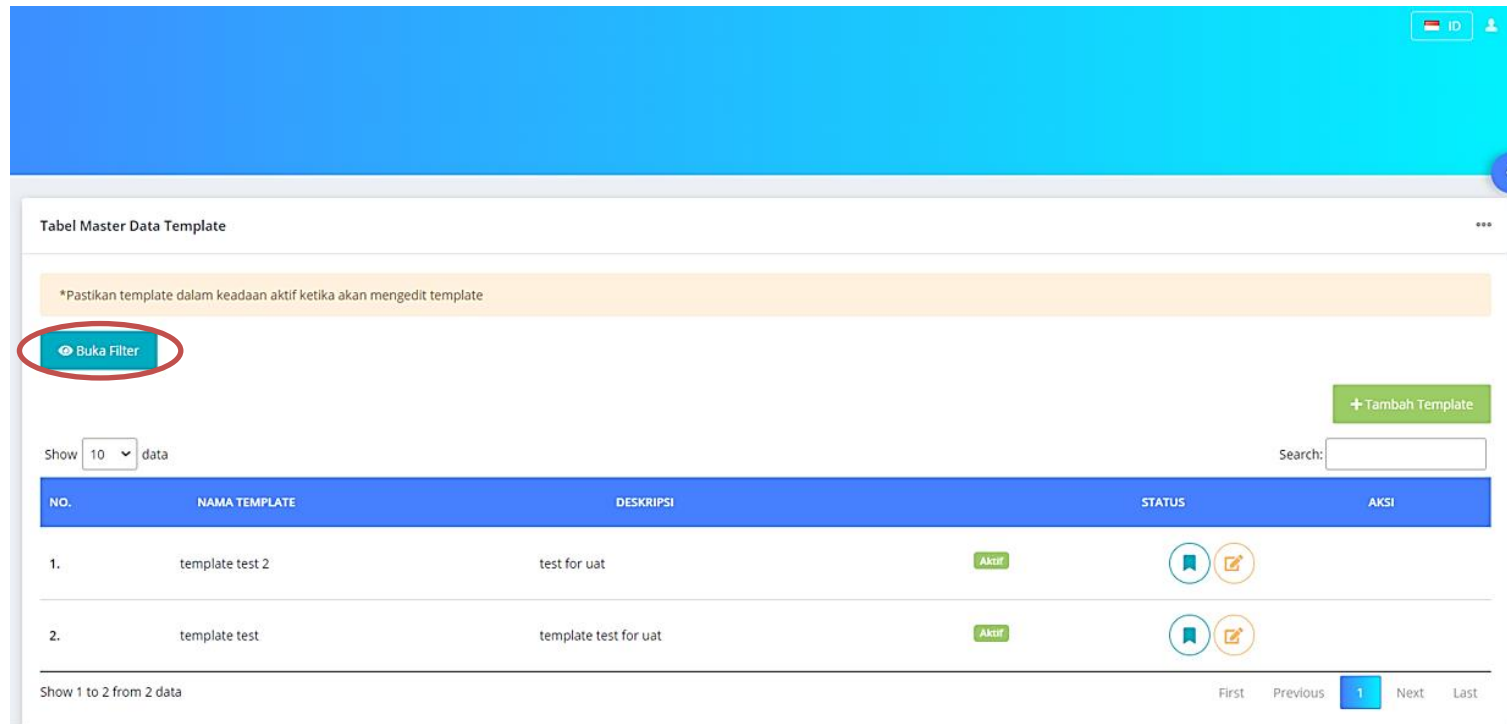 ID
Tabel Master Data Template
*Pastikan template dalam keadaan aktif ketika akan mengedit template
Buka Filter
+Tambah Template
Show 10 data
Search:
NO. NAMA TEMPLATE DESKRIPSI STATUS AKSI
1. template test 2 test for uat Aktif
2. template test template test for uat Aktif
Show 1 to 2 from 2 data
First Previous 1 Next Last